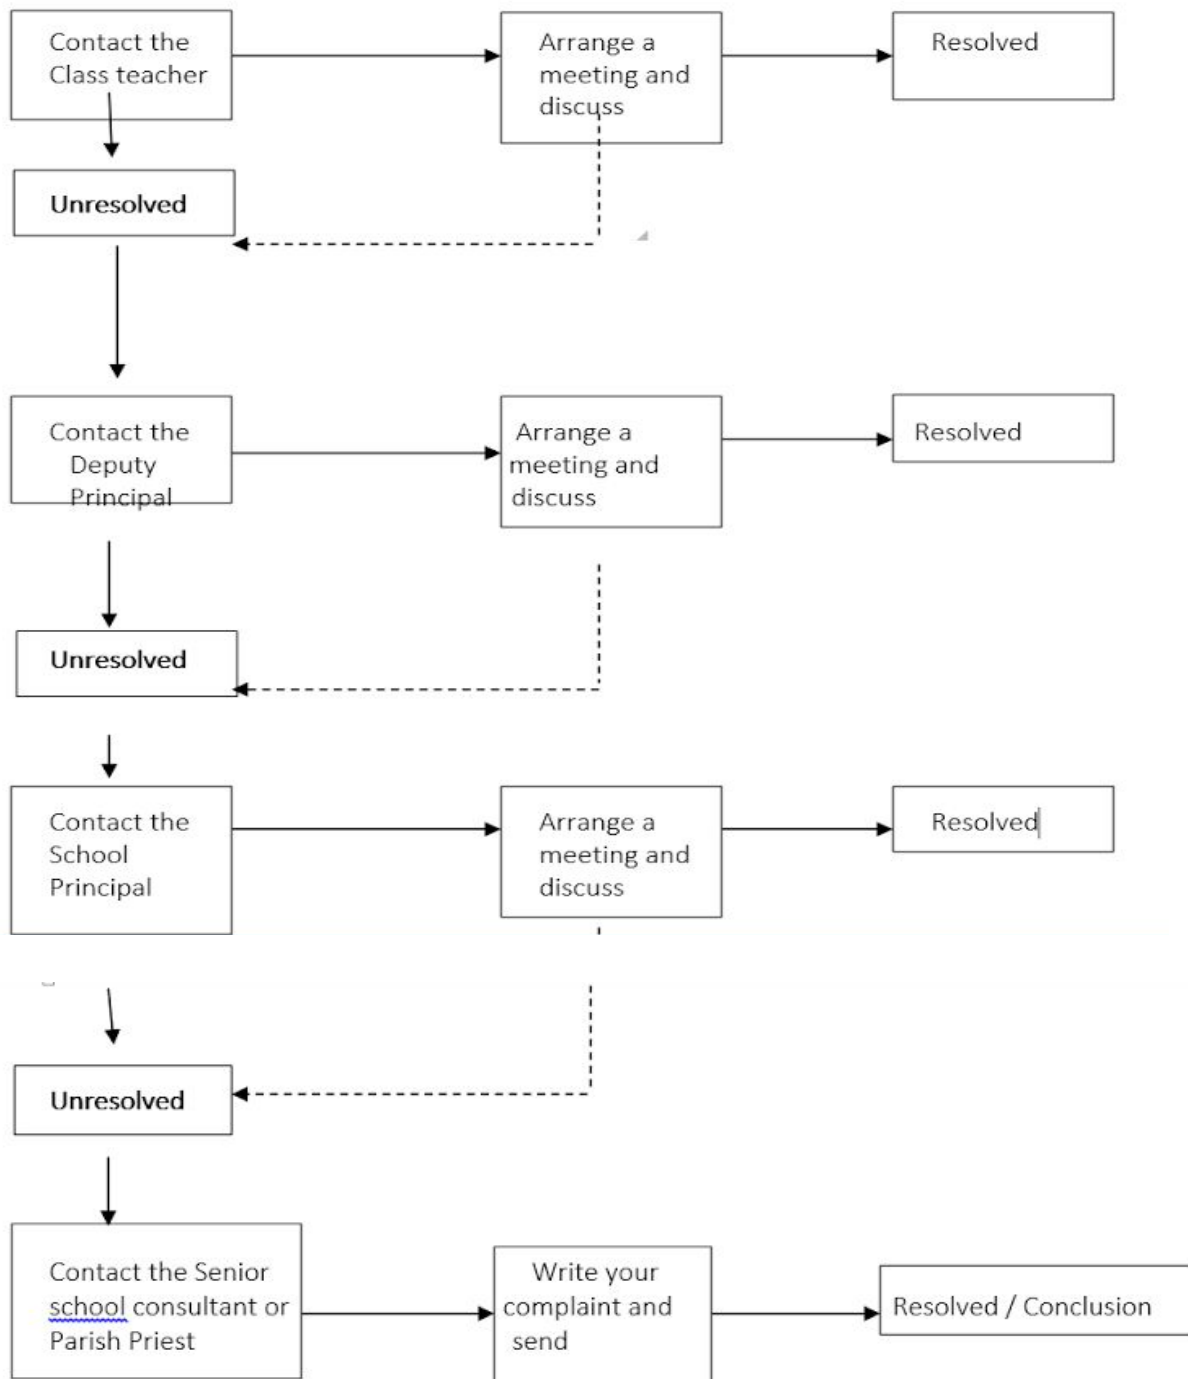 Contact the
Class teacher
Arrange a
meeting and
discuss
Resolved
Unresolved
Contact the
Deputy
Principal
Arrange a
meeting and
discuss
Resolved
Unresolved
Contact the
School
Principal
Arrange a
meeting and
discuss
Resolved
Unresolved
Contact the Senior
school consultant or
Parish Priest
Write your
complaint and
send
Resolved / Conclusion